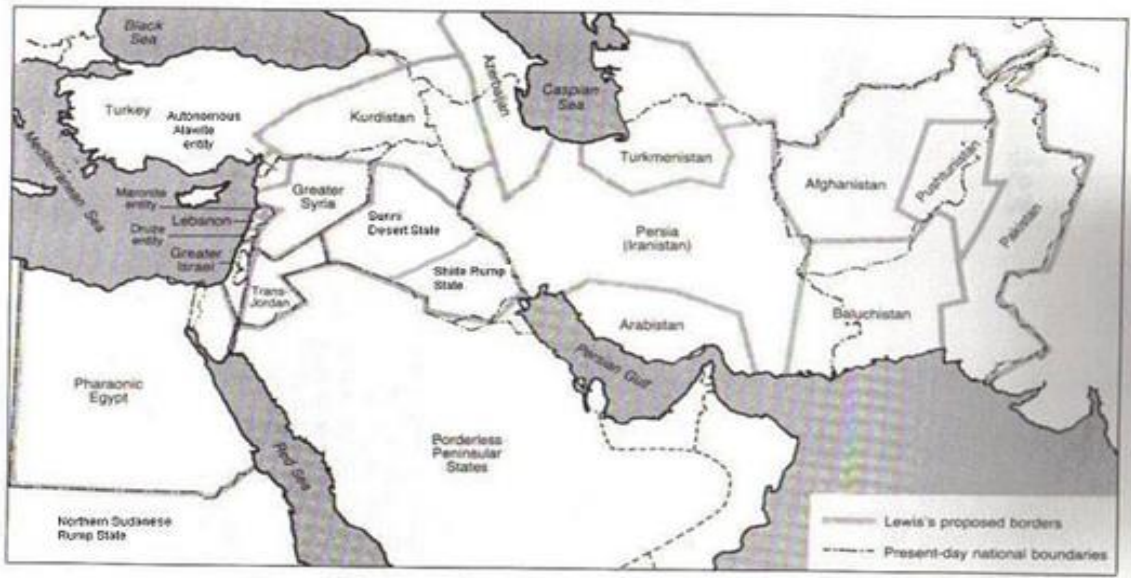 Black
Sea
Caspian
Sea
Azerbaijan
Turkey
Autonomous
Alawite
entity
Kurdistan
Turkmenistan
Mediterranean Sea
Maronite
entity
Lebanon
Druze
entity
Greater
Israel
Greater
Syria
Sunni
Desert State
Shiite Rump
State
Trans-
Jordan
Persia
(Iranistan)
Afghanistan
Pushtunistan
Pakistan
Baluchistan
Arabistan
Persian Gulf
Pharaonic
Egypt
Red Sea
Borderless
Peninsular
States
Northern Sudanese
Rump State
Lewis's proposed borders
Present-day national boundaries